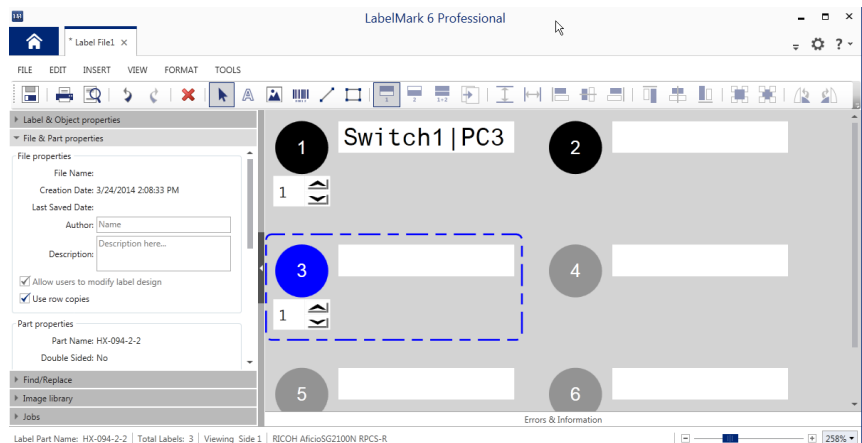 LabelMark 6 Professional
* Label File1
FILE EDIT INSERT VIEW FORMAT TOOLS
1 2 1+2
Label & Object properties
File & Part properties
File properties
File Name:
Creation Date: 3/24/2014 2:08:33 PM
Last Saved Date:
Author: Name
Description: Description here...
Allow users to modify label design
Use row copies
Part properties
Part Name: HX-094-2-2
Double Sided: No
Find/Replace
Image library
Jobs
1 Switch1|PC3 2
1
3 4
1
5 6
Errors & Information
Label Part Name: HX-094-2-2 Total Labels: 3 Viewing Side 1 RICOH AficioSG2100N RPCS-R 258%